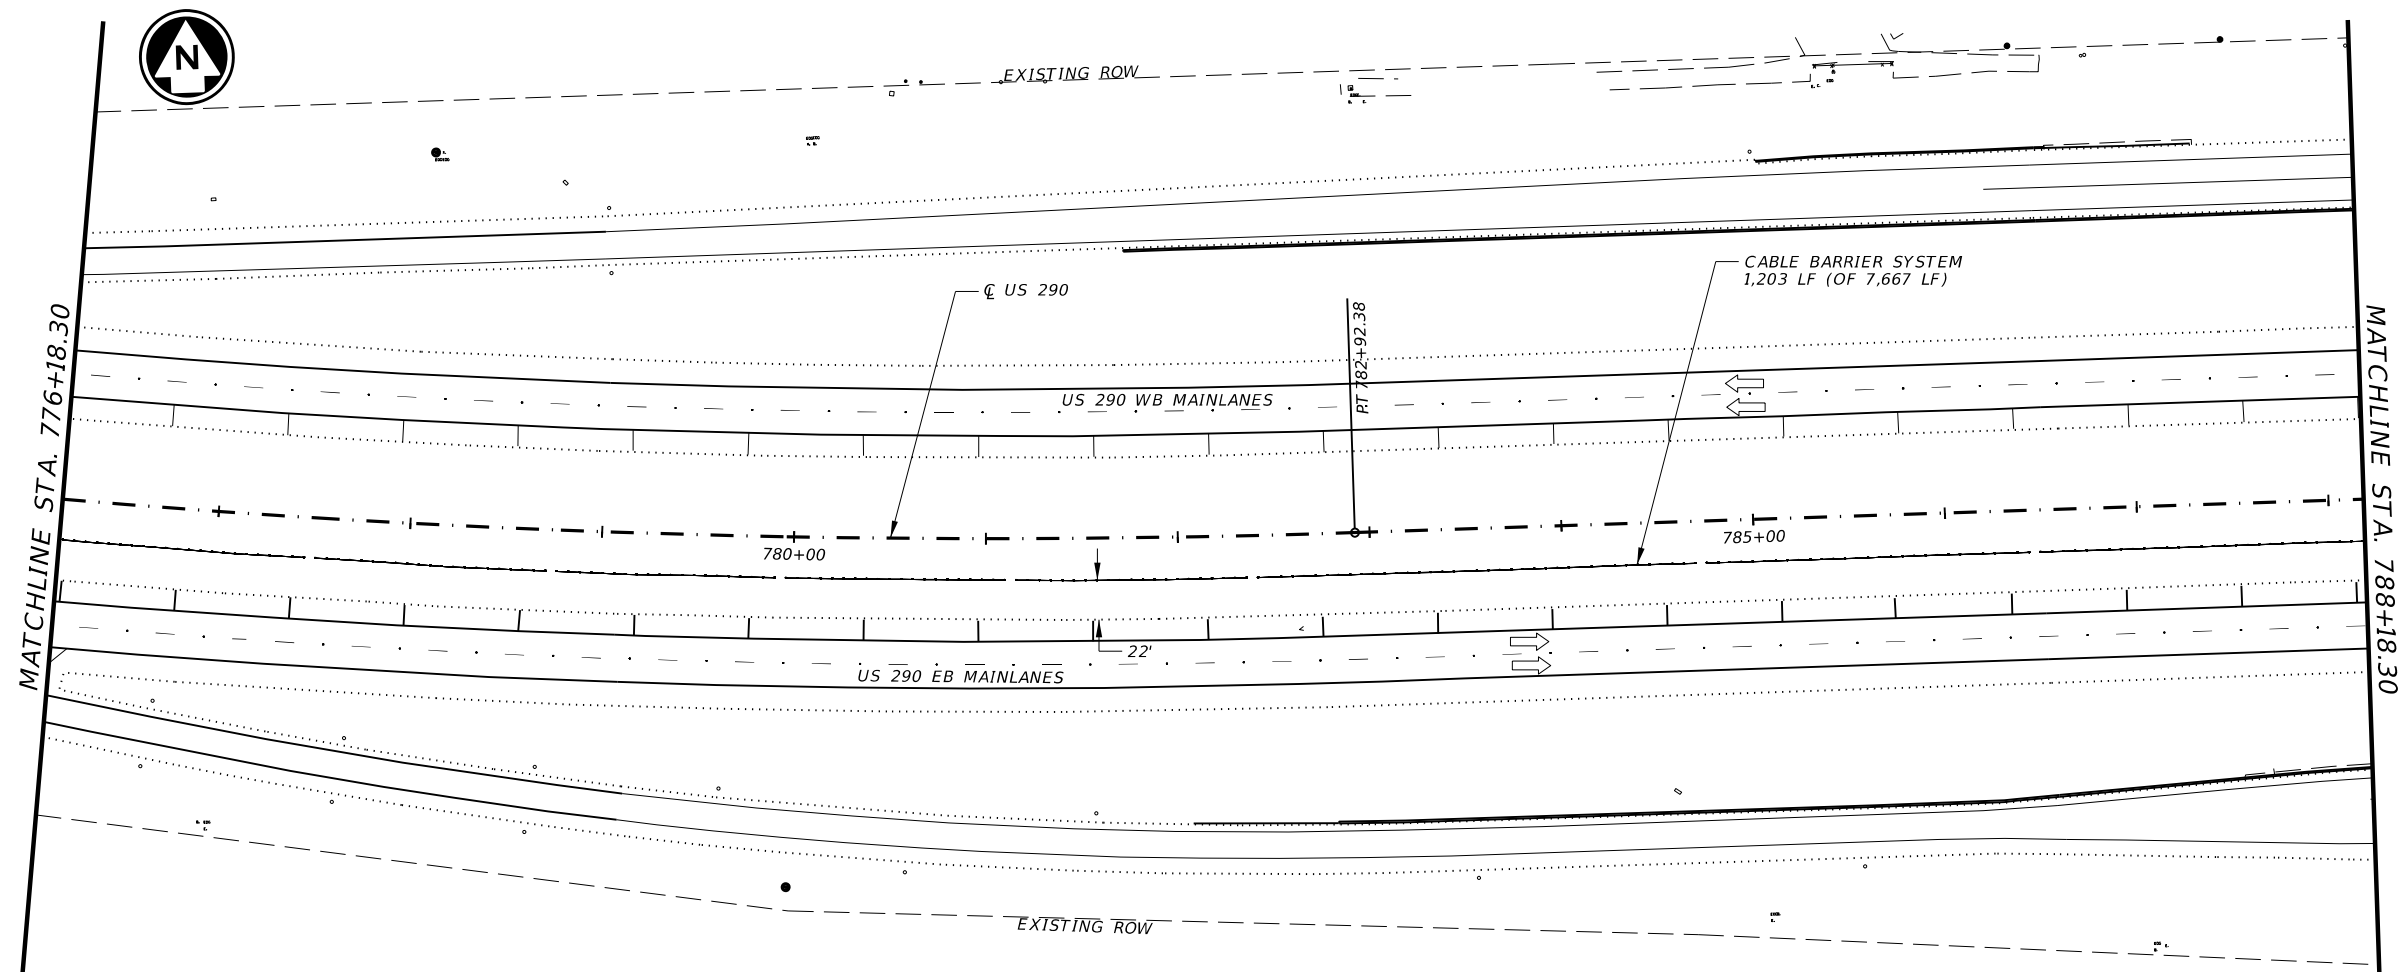 N
EXISTING ROW
CABLE BARRIER SYSTEM
1,203 LF (OF 7,667 LF)
℄ US 290
PT 782+92.38
MATCHLINE STA. 776+18.30
MATCHLINE STA. 788+18.30
US 290 WB MAINLANES
780+00
785+00
22'
US 290 EB MAINLANES
EXISTING ROW